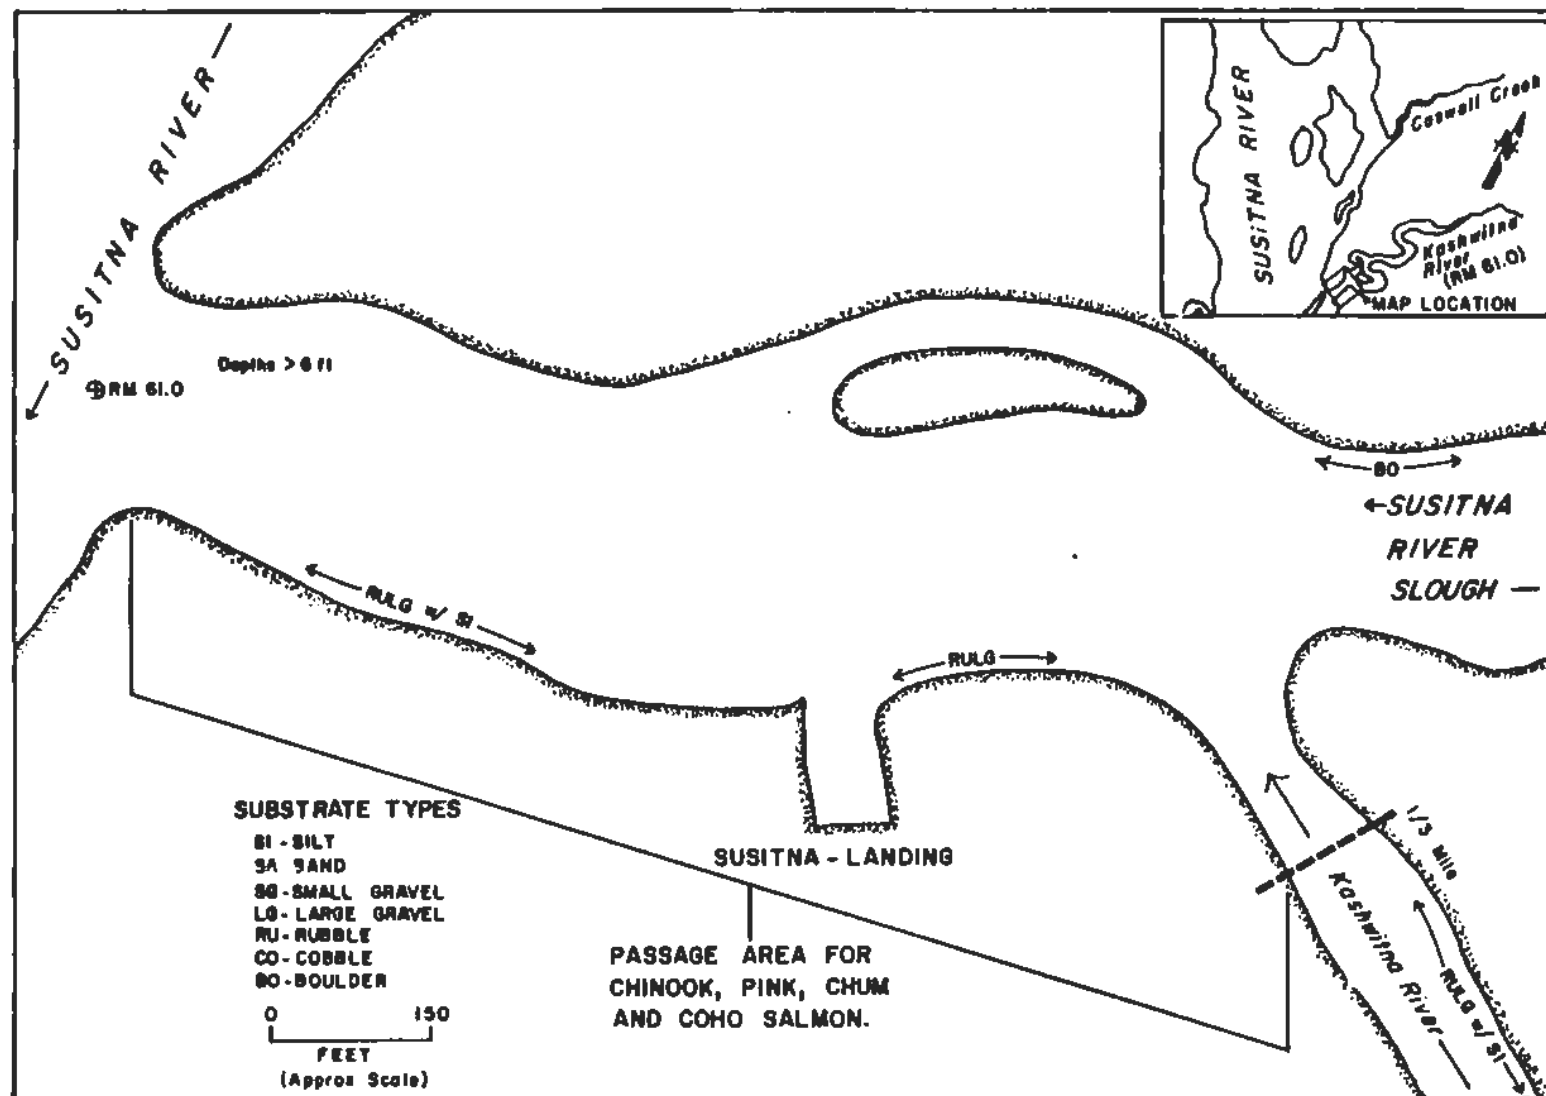 SUSITNA RIVER
SUSITNA RIVER
Caswell Creek
Kashwitna
River
(RM 61.0)
MAP LOCATION
Depths > 6 ft
RM 61.0
BO
SUSITNA
RIVER
SLOUGH
RULG w/ SI
RULG
1/3 Mile
Kashwitna River
RULG w/ SI
SUSITNA - LANDING
SUBSTRATE TYPES
SI - SILT
SA SAND
SG - SMALL GRAVEL
LG - LARGE GRAVEL
RU - RUBBLE
CO - COBBLE
BO - BOULDER
0 150
FEET
(Approx Scale)
PASSAGE AREA FOR
CHINOOK, PINK, CHUM
AND COHO SALMON.